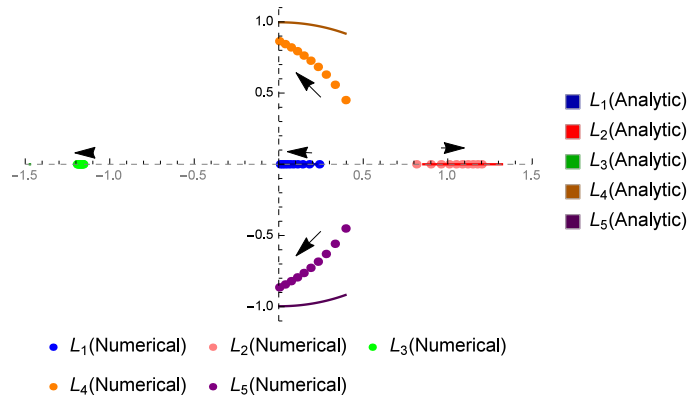 1.0
0.5
-1.5 -1.0 -0.5 0.0 0.5 1.0 1.5
-0.5
-1.0
L1(Analytic)
L2(Analytic)
L3(Analytic)
L4(Analytic)
L5(Analytic)
L1(Numerical) L2(Numerical) L3(Numerical)
L4(Numerical) L5(Numerical)